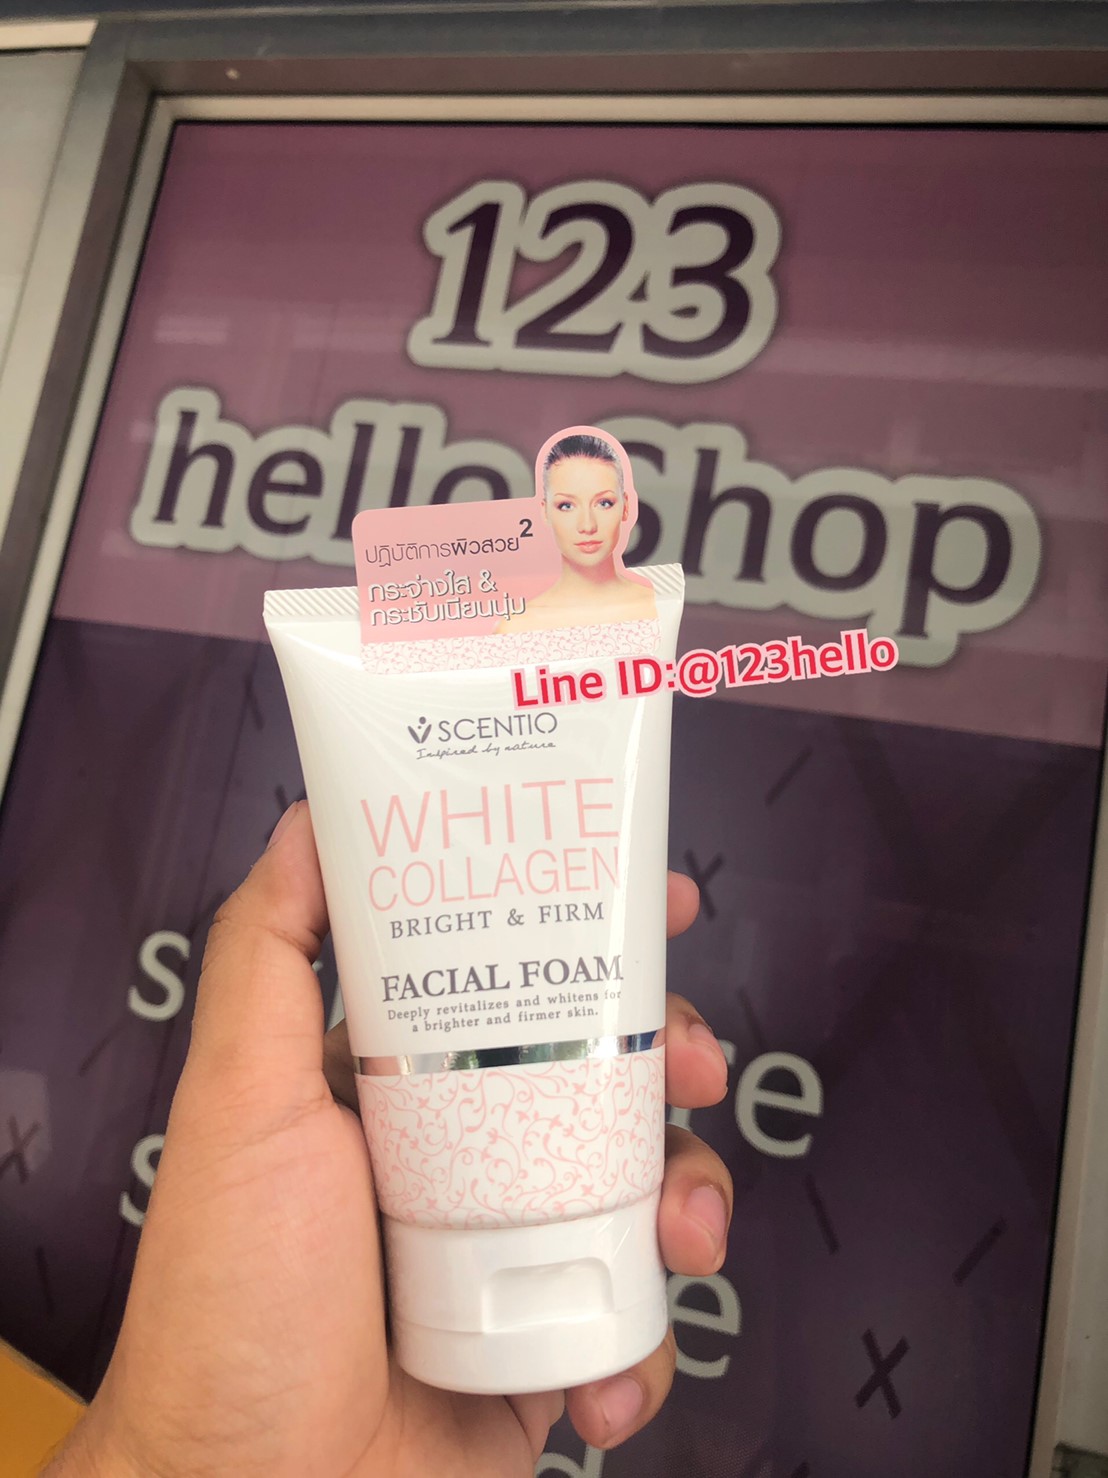 123
hello Shop
ปฏิบัติการผิวสวย2
กระจ่างใส &
กระชับเนียนนุ่ม
Line ID:@123hello
SCENTIO
Inspired by nature
WHITE
COLLAGEN
BRIGHT & FIRM
FACIAL FOAM
Deeply revitalizes and whitens for
a brighter and firmer skin.